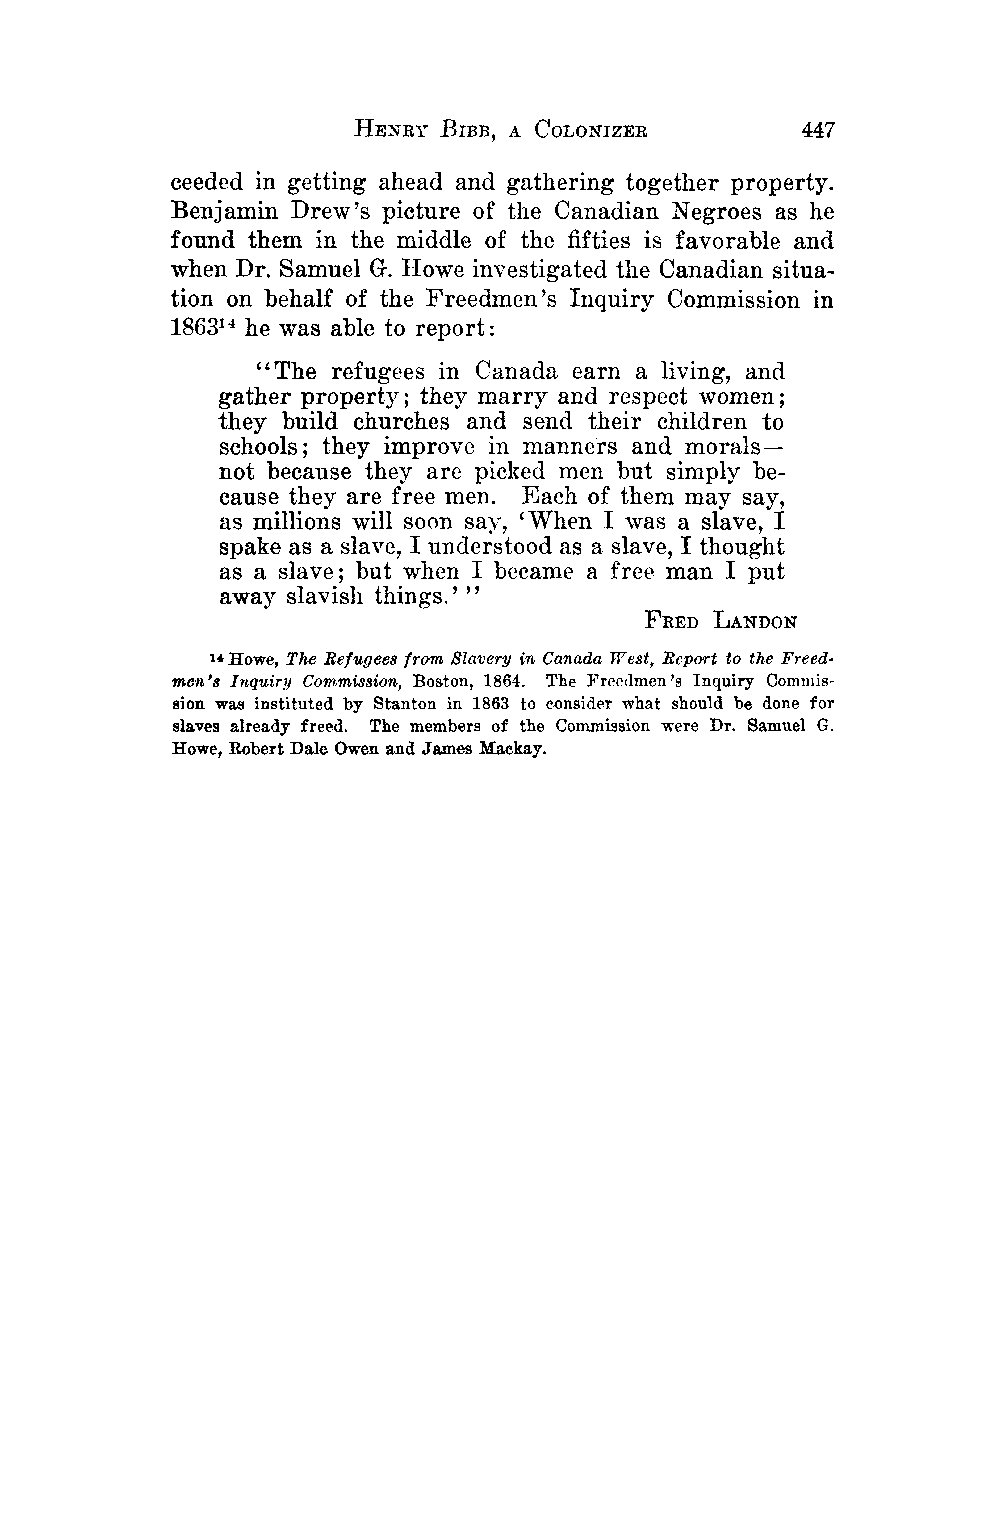 HENRY BIBB, A COLONIZER 447
ceeded in getting ahead and gathering together property.
Benjamin Drew's picture of the Canadian Negroes as he
found them in the middle of the fifties is favorable and
when Dr. Samuel G. Howe investigated the Canadian situa-
tion on behalf of the Freedmen's Inquiry Commission in
1863¹⁴ he was able to report:
"The refugees in Canada earn a living, and
gather property; they marry and respect women;
they build churches and send their children to
schools; they improve in manners and morals—
not because they are picked men but simply be-
cause they are free men. Each of them may say,
as millions will soon say, 'When I was a slave, I
spake as a slave, I understood as a slave, I thought
as a slave; but when I became a free man I put
away slavish things.' "
FRED LANDON
¹⁴ Howe, The Refugees from Slavery in Canada West, Report to the Freed-
men's Inquiry Commission, Boston, 1864. The Freedmen's Inquiry Commis-
sion was instituted by Stanton in 1863 to consider what should be done for
slaves already freed. The members of the Commission were Dr. Samuel G.
Howe, Robert Dale Owen and James Mackay.